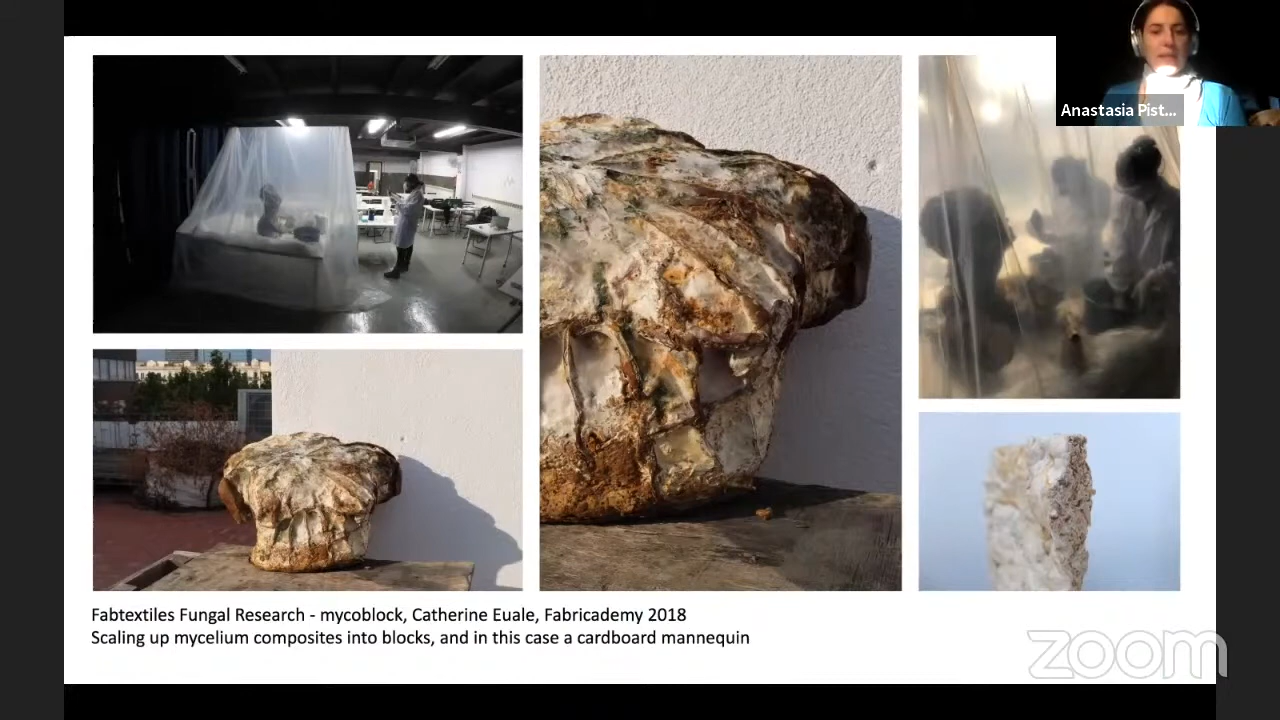 Anastasia Pist...
Fabtextiles Fungal Research - mycoblock, Catherine Euale, Fabricademy 2018
Scaling up mycelium composites into blocks, and in this case a cardboard mannequin
zoom